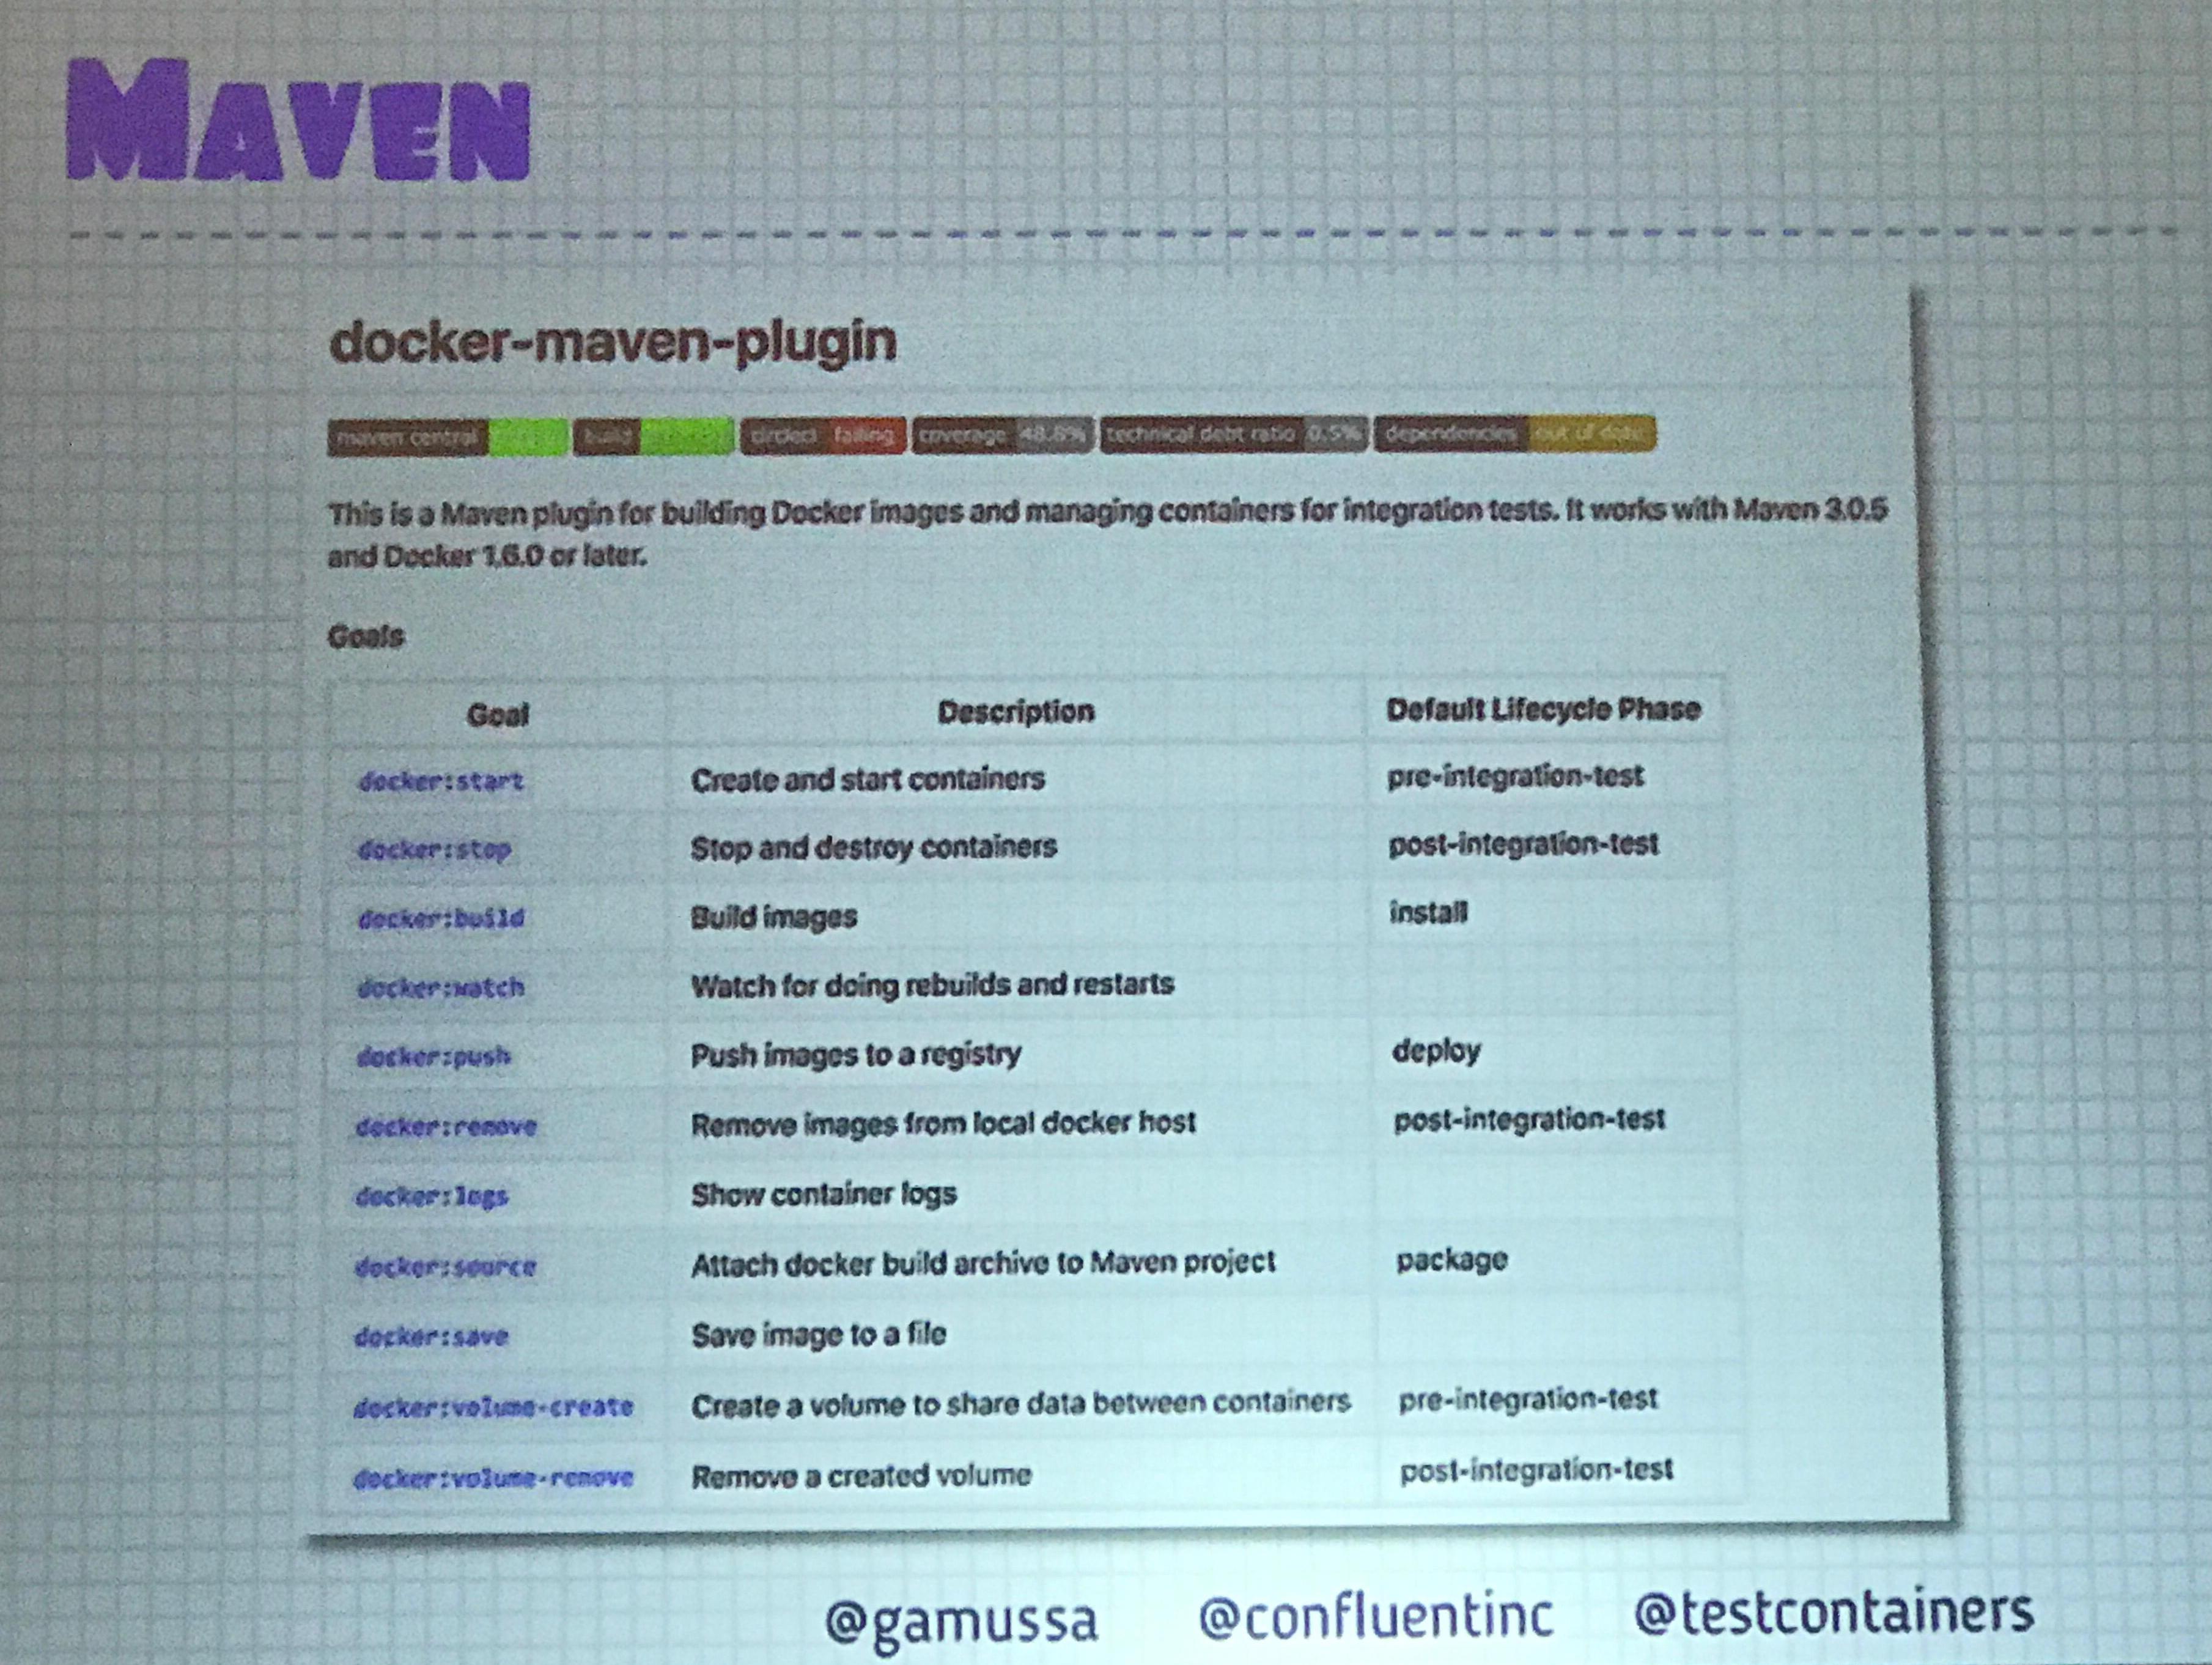 MAVEN
docker-maven-plugin
maven central build circleci failing coverage 48.8% technical debt ratio 0.5% dependencies out of date
This is a Maven plugin for building Docker images and managing containers for integration tests. It works with Maven 3.0.5
and Docker 1.6.0 or later.
Goals
Goal Description Default Lifecycle Phase
docker:start Create and start containers pre-integration-test
docker:stop Stop and destroy containers post-integration-test
docker:build Build images install
docker:watch Watch for doing rebuilds and restarts
docker:push Push images to a registry deploy
docker:remove Remove images from local docker host post-integration-test
docker:logs Show container logs
docker:source Attach docker build archive to Maven project package
docker:save Save image to a file
docker:volume-create Create a volume to share data between containers pre-integration-test
docker:volume-remove Remove a created volume post-integration-test
@gamussa @confluentinc @testcontainers